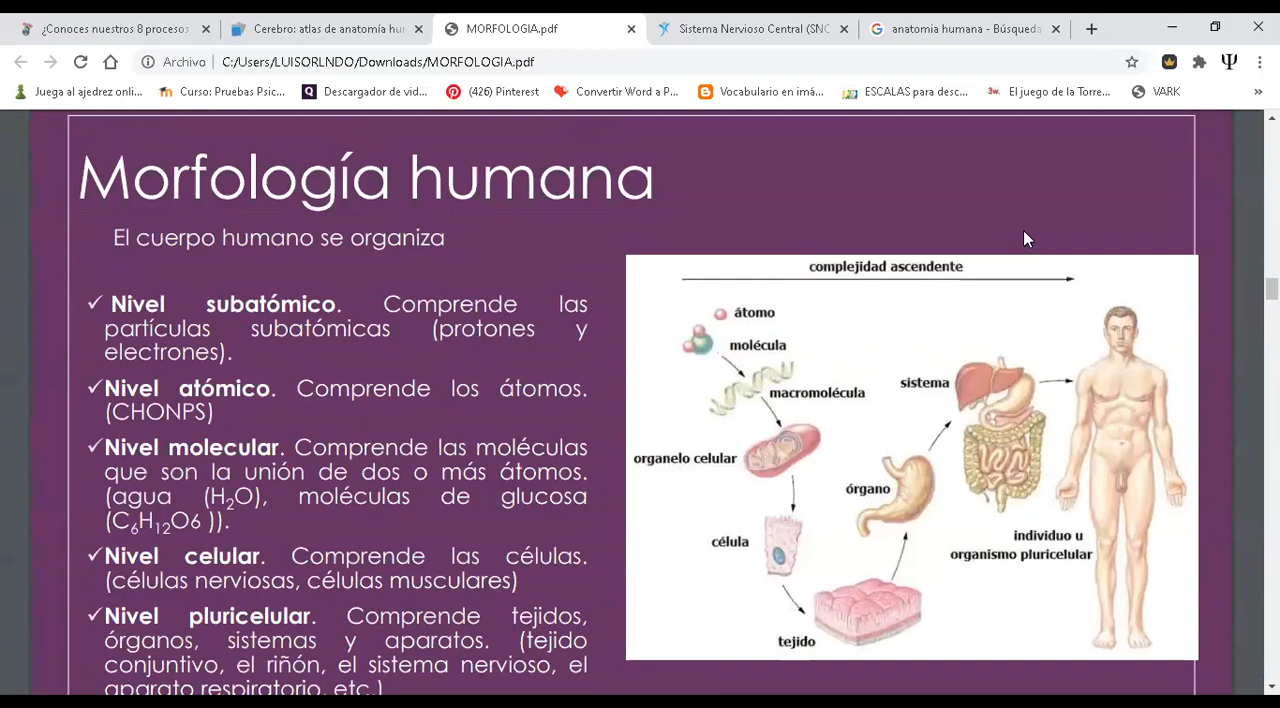 ¿Conoces nuestros 8 procesos
Cerebro: atlas de anatomía hur
MORFOLOGIA.pdf
Sistema Nervioso Central (SNC
anatomia humana - Búsqueda
Archivo
C:/Users/LUISORLNDO/Downloads/MORFOLOGIA.pdf
Juega al ajedrez onli...
Curso: Pruebas Psic...
Descargador de vid...
(426) Pinterest
Convertir Word a P...
Vocabulario en imá...
ESCALAS para desc...
3w.
El juego de la Torre...
VARK
Morfología humana
El cuerpo humano se organiza
Nivel subatómico. Comprende las
partículas subatómicas (protones y
electrones).
Nivel atómico. Comprende los átomos.
(CHONPS)
Nivel molecular. Comprende las moléculas
que son la unión de dos o más átomos.
(agua (H₂O), moléculas de glucosa
(C₆H₁₂O6 )).
Nivel celular. Comprende las células.
(células nerviosas, células musculares)
Nivel pluricelular. Comprende tejidos,
órganos, sistemas y aparatos. (tejido
conjuntivo, el riñón, el sistema nervioso, el
aparato respiratorio, etc.)
complejidad ascendente
átomo
molécula
macromolécula
organelo celular
célula
tejido
órgano
sistema
individuo u
organismo pluricelular